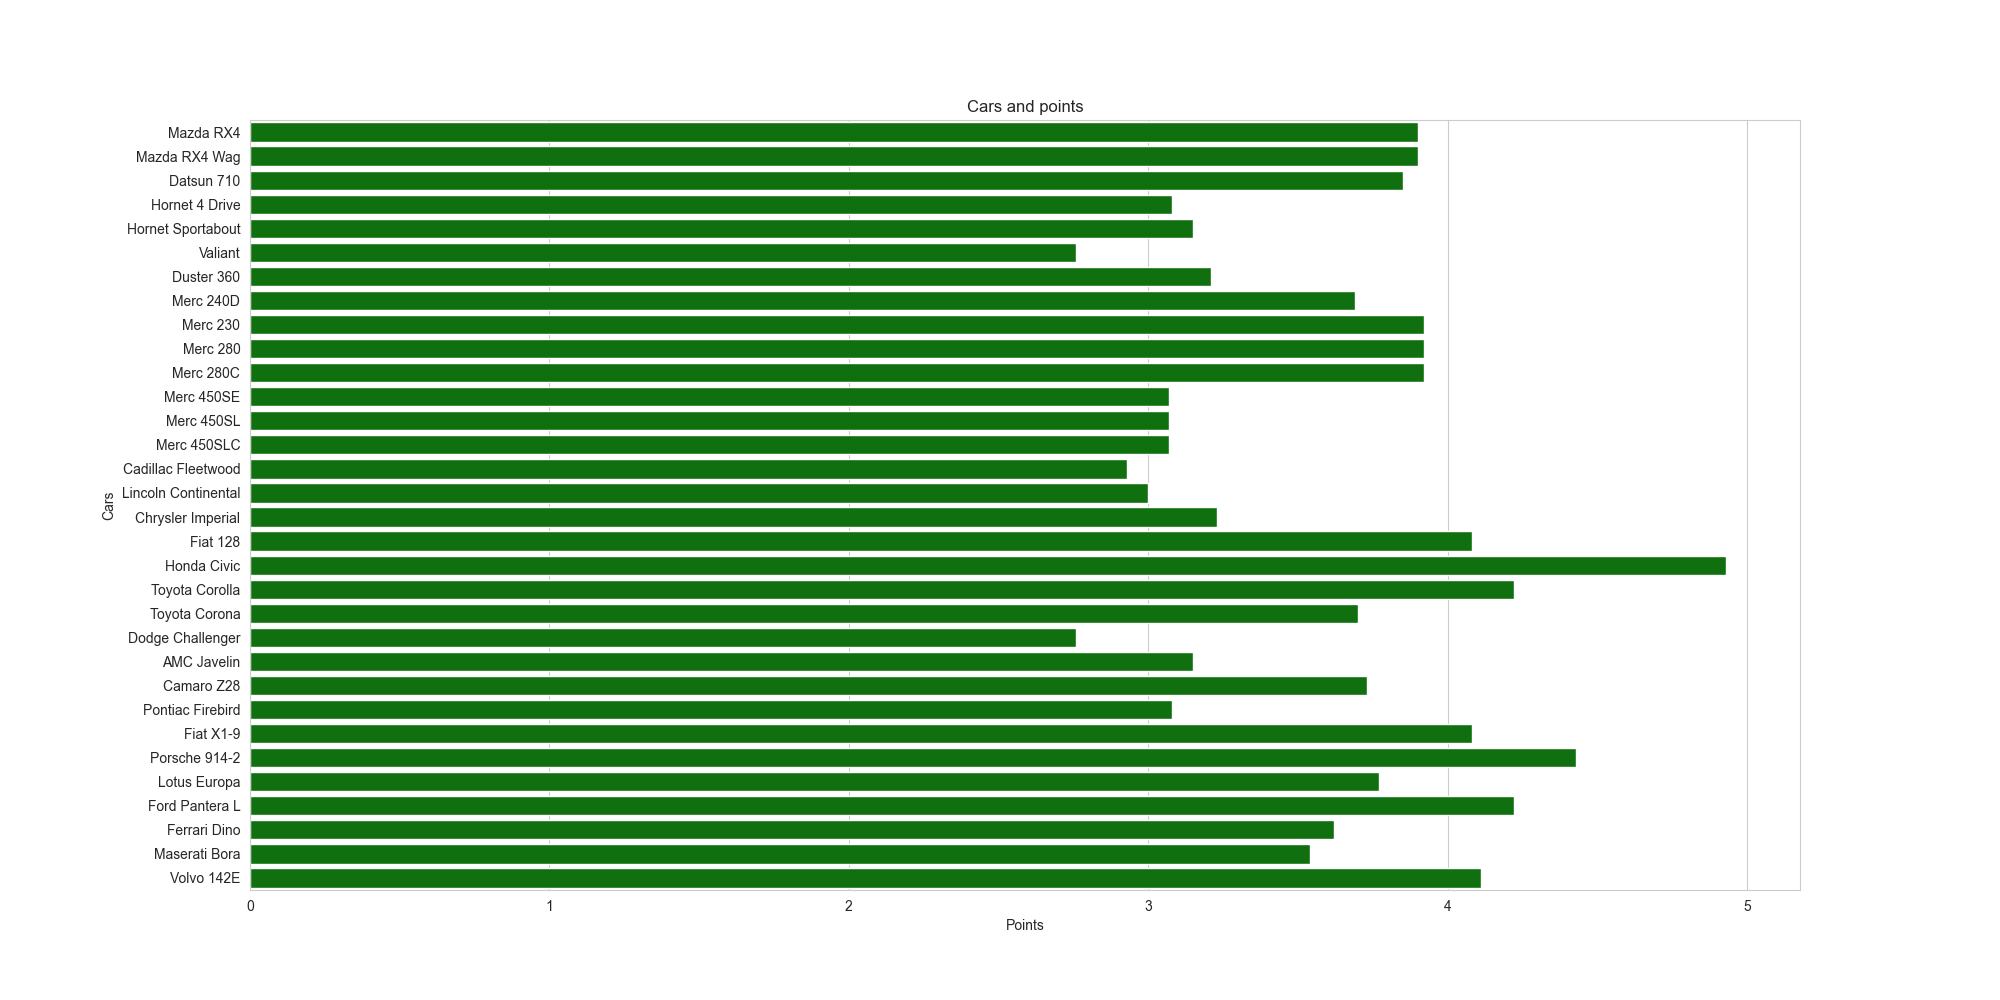 Cars and points
Mazda RX4
Mazda RX4 Wag
Datsun 710
Hornet 4 Drive
Hornet Sportabout
Valiant
Duster 360
Merc 240D
Merc 230
Merc 280
Merc 280C
Merc 450SE
Merc 450SL
Merc 450SLC
Cadillac Fleetwood
Lincoln Continental
Chrysler Imperial
Fiat 128
Honda Civic
Toyota Corolla
Toyota Corona
Dodge Challenger
AMC Javelin
Camaro Z28
Pontiac Firebird
Fiat X1-9
Porsche 914-2
Lotus Europa
Ford Pantera L
Ferrari Dino
Maserati Bora
Volvo 142E
Cars
0 1 2 3 4 5
Points